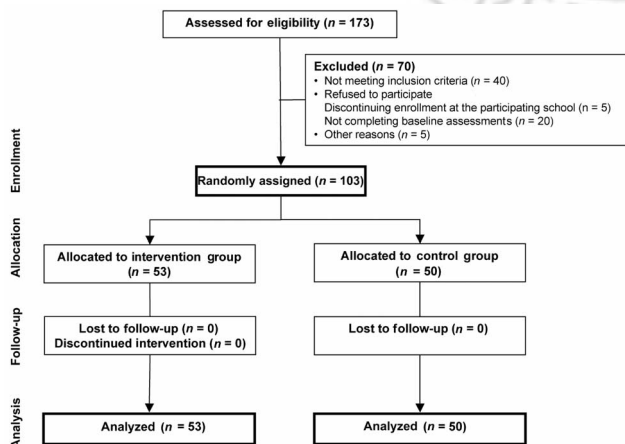 Assessed for eligibility (n = 173)
Excluded (n = 70)
• Not meeting inclusion criteria (n = 40)
• Refused to participate
Discontinuing enrollment at the participating school (n = 5)
Not completing baseline assessments (n = 20)
• Other reasons (n = 5)
Enrollment
Randomly assigned (n = 103)
Allocation
Allocated to intervention group
(n = 53)
Allocated to control group
(n = 50)
Follow-up
Lost to follow-up (n = 0)
Discontinued intervention (n = 0)
Lost to follow-up (n = 0)
Analysis
Analyzed (n = 53)
Analyzed (n = 50)